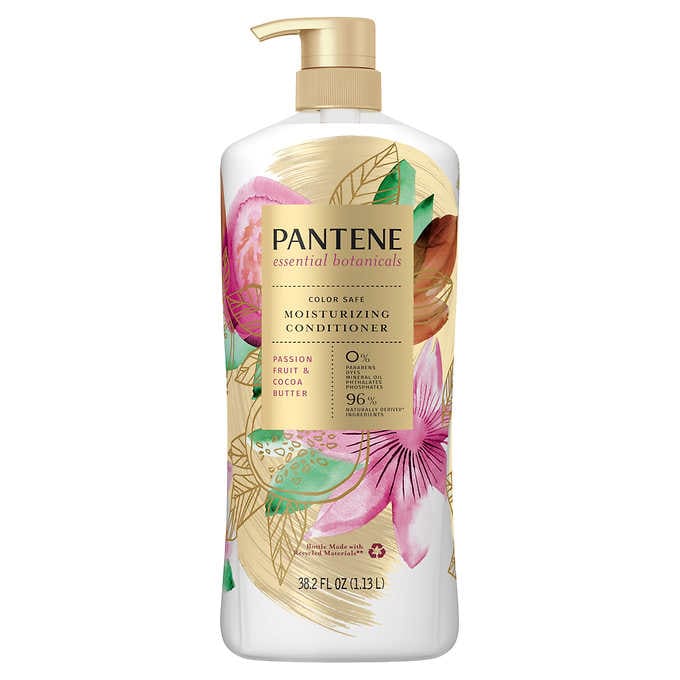 PANTENE
essential botanicals
COLOR SAFE
MOISTURIZING
CONDITIONER
PASSION
FRUIT &
COCOA
BUTTER
0%
PARABENS
DYES
MINERAL OIL
PHTHALATES
PHOSPHATES
96%
NATURALLY DERIVED*
INGREDIENTS
Bottle Made with
Recycled Materials**
38.2 FL OZ (1.13 L)